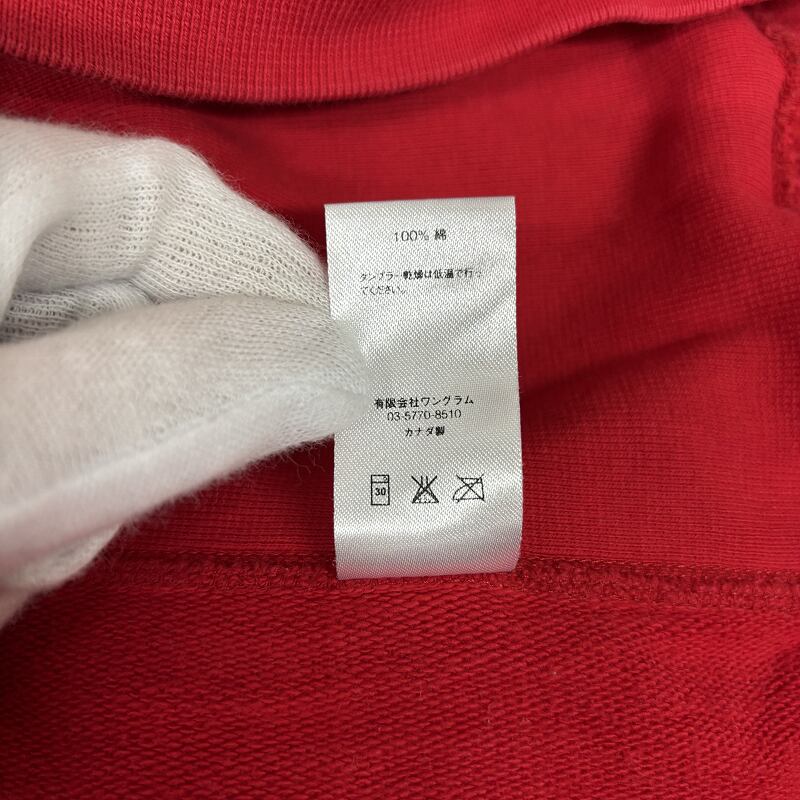 100% 綿
タンブラー乾燥は低温で行っ
てください。
有限会社ワングラム
03-5770-8510
カナダ製
30